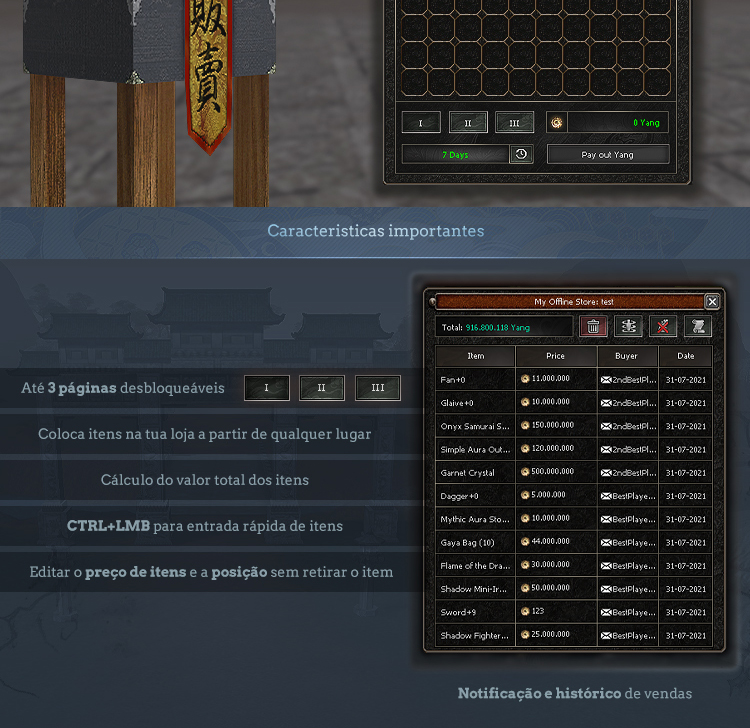 販
賣
I II III 0 Yang
7 Days Pay out Yang
Caracteristicas importantes
My Offline Store: test
Total: 916.800.118 Yang
Item Price Buyer Date
Fan+0 11.000.000 2ndBestPl... 31-07-2021
Glaive+0 10.000.000 2ndBestPl... 31-07-2021
Onyx Samurai S... 150.000.000 2ndBestPl... 31-07-2021
Simple Aura Out... 120.000.000 2ndBestPl... 31-07-2021
Garnet Crystal 500.000.000 2ndBestPl... 31-07-2021
Dagger+0 5.000.000 BestPlaye... 31-07-2021
Mythic Aura Sto... 10.000.000 BestPlaye... 31-07-2021
Gaya Bag (10) 44.000.000 BestPlaye... 31-07-2021
Flame of the Dra... 30.000.000 BestPlaye... 31-07-2021
Shadow Mini-Ir... 50.000.000 BestPlaye... 31-07-2021
Sword+9 123 BestPlaye... 31-07-2021
Shadow Fighter... 25.000.000 BestPlaye... 31-07-2021
Até 3 páginas desbloqueáveis I II III
Coloca itens na tua loja a partir de qualquer lugar
Cálculo do valor total dos itens
CTRL+LMB para entrada rápida de itens
Editar o preço de itens e a posição sem retirar o item
Notificação e histórico de vendas